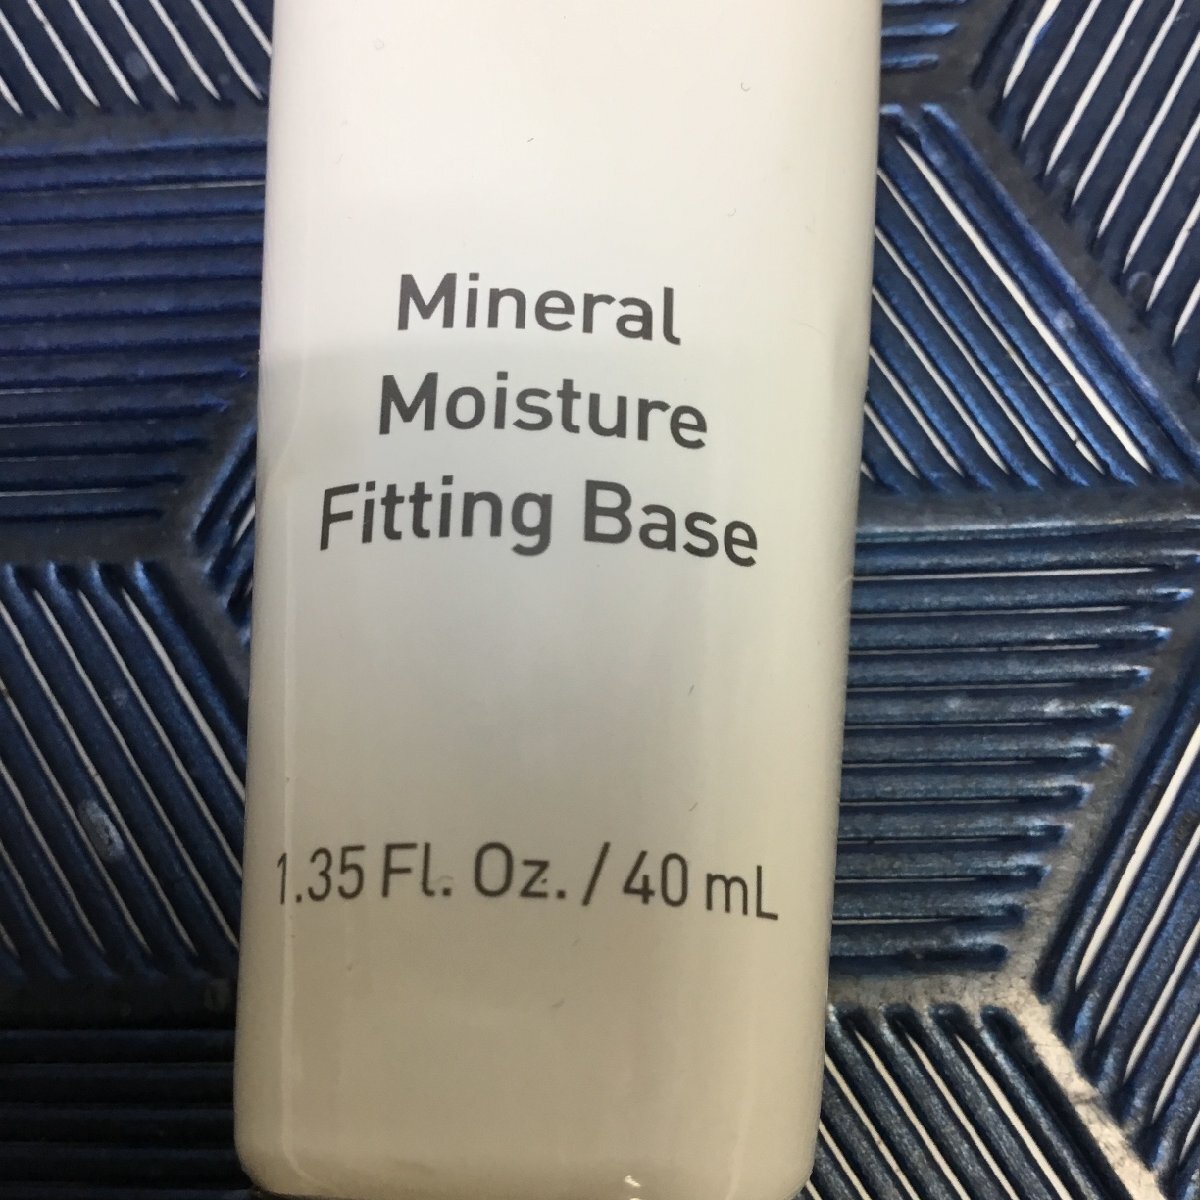 Mineral
Moisture
Fitting Base
1.35 Fl. Oz. / 40 mL